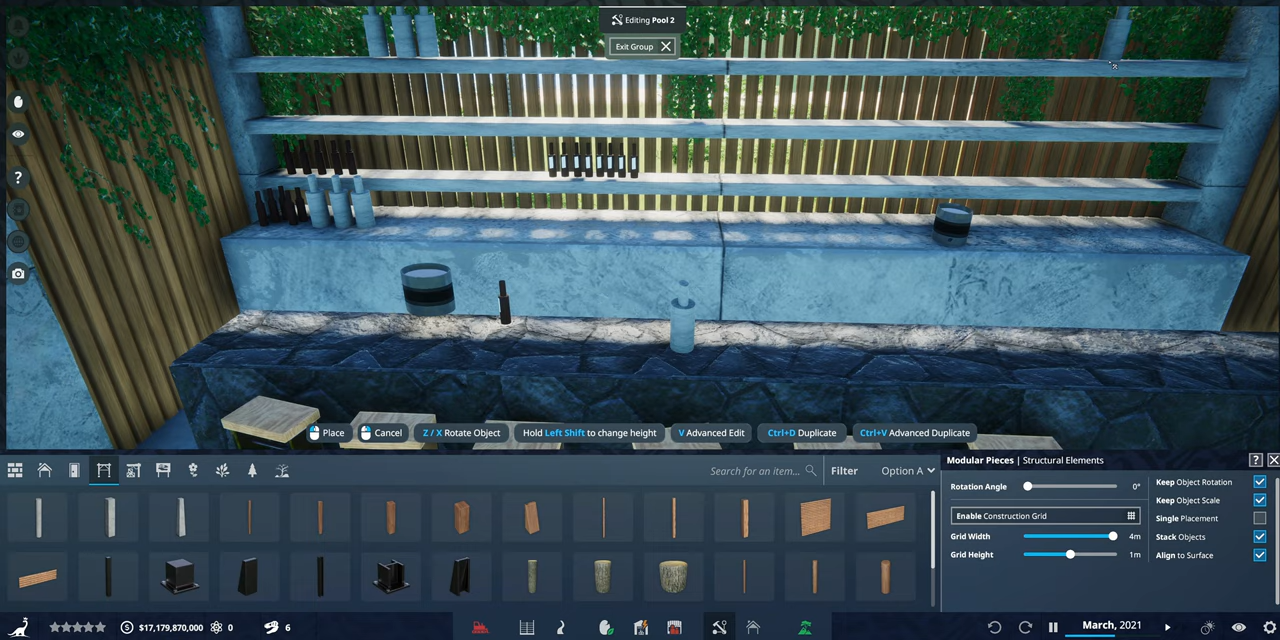 Editing Pool 2
Exit Group
Place
Cancel
Z / X Rotate Object
Hold Left Shift to change height
V Advanced Edit
Ctrl+D Duplicate
Ctrl+V Advanced Duplicate
Search for an item...
Filter
Option A
Modular Pieces | Structural Elements
?
Rotation Angle
0°
Enable Construction Grid
Grid Width
4m
Grid Height
1m
Keep Object Rotation
Keep Object Scale
Single Placement
Stack Objects
Align to Surface
?
$17,179,870,000
0
6
March, 2021